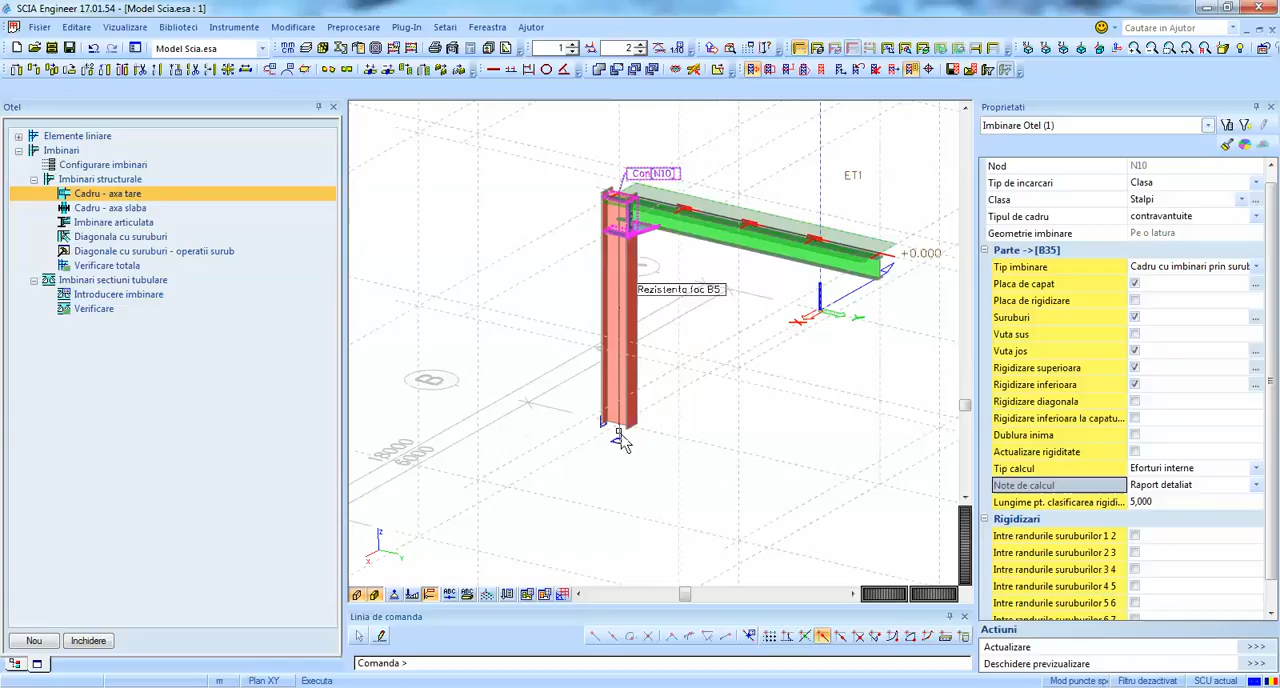 SCIA Engineer 17.01.54 - [Model Scia.esa : 1]
Fisier Editare Vizualizare Biblioteci Instrumente Modificare Preprocesare Plug-In Setari Fereastra Ajutor
Cautare in Ajutor
Model Scia.esa
1
2
Otel
Elemente liniare
Imbinari
Configurare imbinari
Imbinari structurale
Cadru - axa tare
Cadru - axa slaba
Imbinare articulata
Diagonala cu suruburi
Diagonala cu suruburi - operatii surub
Verificare totala
Imbinari sectiuni tubulare
Introducere imbinare
Verificare
Nou
Inchidere
Con[N10]
ET1
+0.000
Rezistenta foc B5
B
18000
6000
Z
X
Y
X
Y
Linia de comanda
Comanda >
Proprietati
Imbinare Otel (1)
Nod N10
Tip de incarcari Clasa
Clasa Stalpi
Tipul de cadru contravantuite
Geometrie imbinare Pe o latura
Parte ->[B35]
Tip imbinare Cadru cu imbinari prin surub
Placa de capat
Placa de rigidizare
Suruburi
Vuta sus
Vuta jos
Rigidizare superioara
Rigidizare inferioara
Rigidizare diagonala
Rigidizare inferioara la capatu...
Dublura inima
Actualizare rigiditate
Tip calcul Eforturi interne
Note de calcul Raport detaliat
Lungime pt. clasificarea rigidi... 5,000
Rigidizari
Intre randurile suruburilor 1 2
Intre randurile suruburilor 2 3
Intre randurile suruburilor 3 4
Intre randurile suruburilor 4 5
Intre randurile suruburilor 5 6
Actiuni
Actualizare >>>
Deschidere previzualizare >>>
m Plan XY Executa Mod puncte sp Filtru dezactivat SCU actual